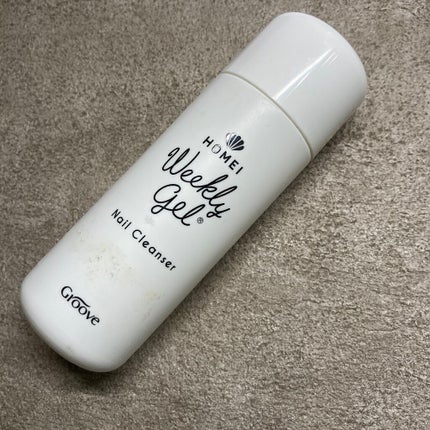 HOMEI
Weekly
Gel®
Nail Cleanser
Groove